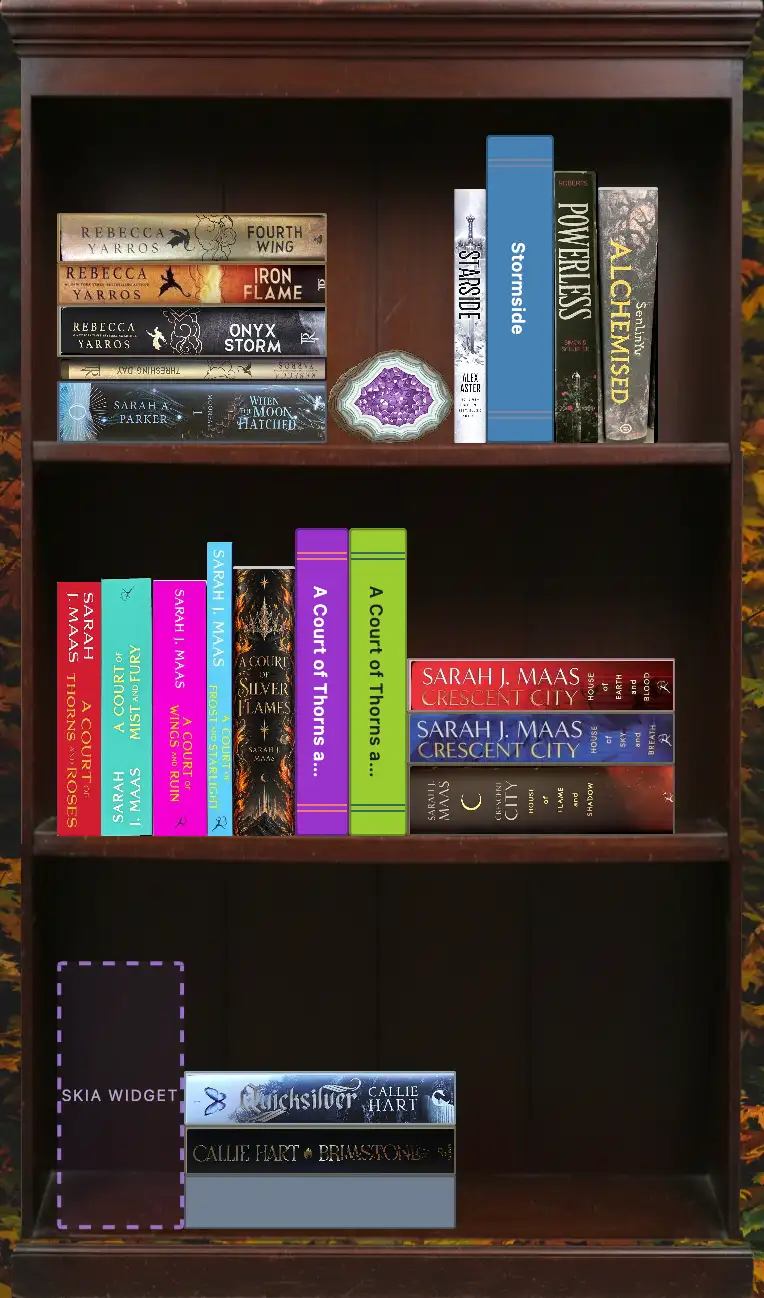 REBECCA
YARROS
FOURTH
WING
REBECCA
YARROS
IRON
FLAME
REBECCA
YARROS
ONYX
STORM
THRESHING DAY
SARAH A.
PARKER
WHEN
THE MOON
HATCHED
STARSIDE
ALEX
ASTER
Stormside
ROBERTS
POWERLESS
SenLinYu
ALCHEMISED
SARAH
J. MAAS
A COURT OF
THORNS AND ROSES
A COURT OF
MIST AND FURY
SARAH
J. MAAS
SARAH J. MAAS
A COURT OF
WINGS AND RUIN
SARAH J. MAAS
A COURT OF
FROST AND STARLIGHT
A COURT
OF
SILVER
FLAMES
SARAH J.
MAAS
A Court of Thorns a...
A Court of Thorns a...
SARAH J. MAAS
CRESCENT CITY
HOUSE
of
EARTH
and
BLOOD
SARAH J. MAAS
CRESCENT CITY
HOUSE
of
SKY
and
BREATH
SARAH J.
MAAS
CRESCENT
CITY
HOUSE
of
FLAME
and
SHADOW
SKIA WIDGET
Quicksilver
CALLIE
HART
CALLIE HART
BRIMSTONE